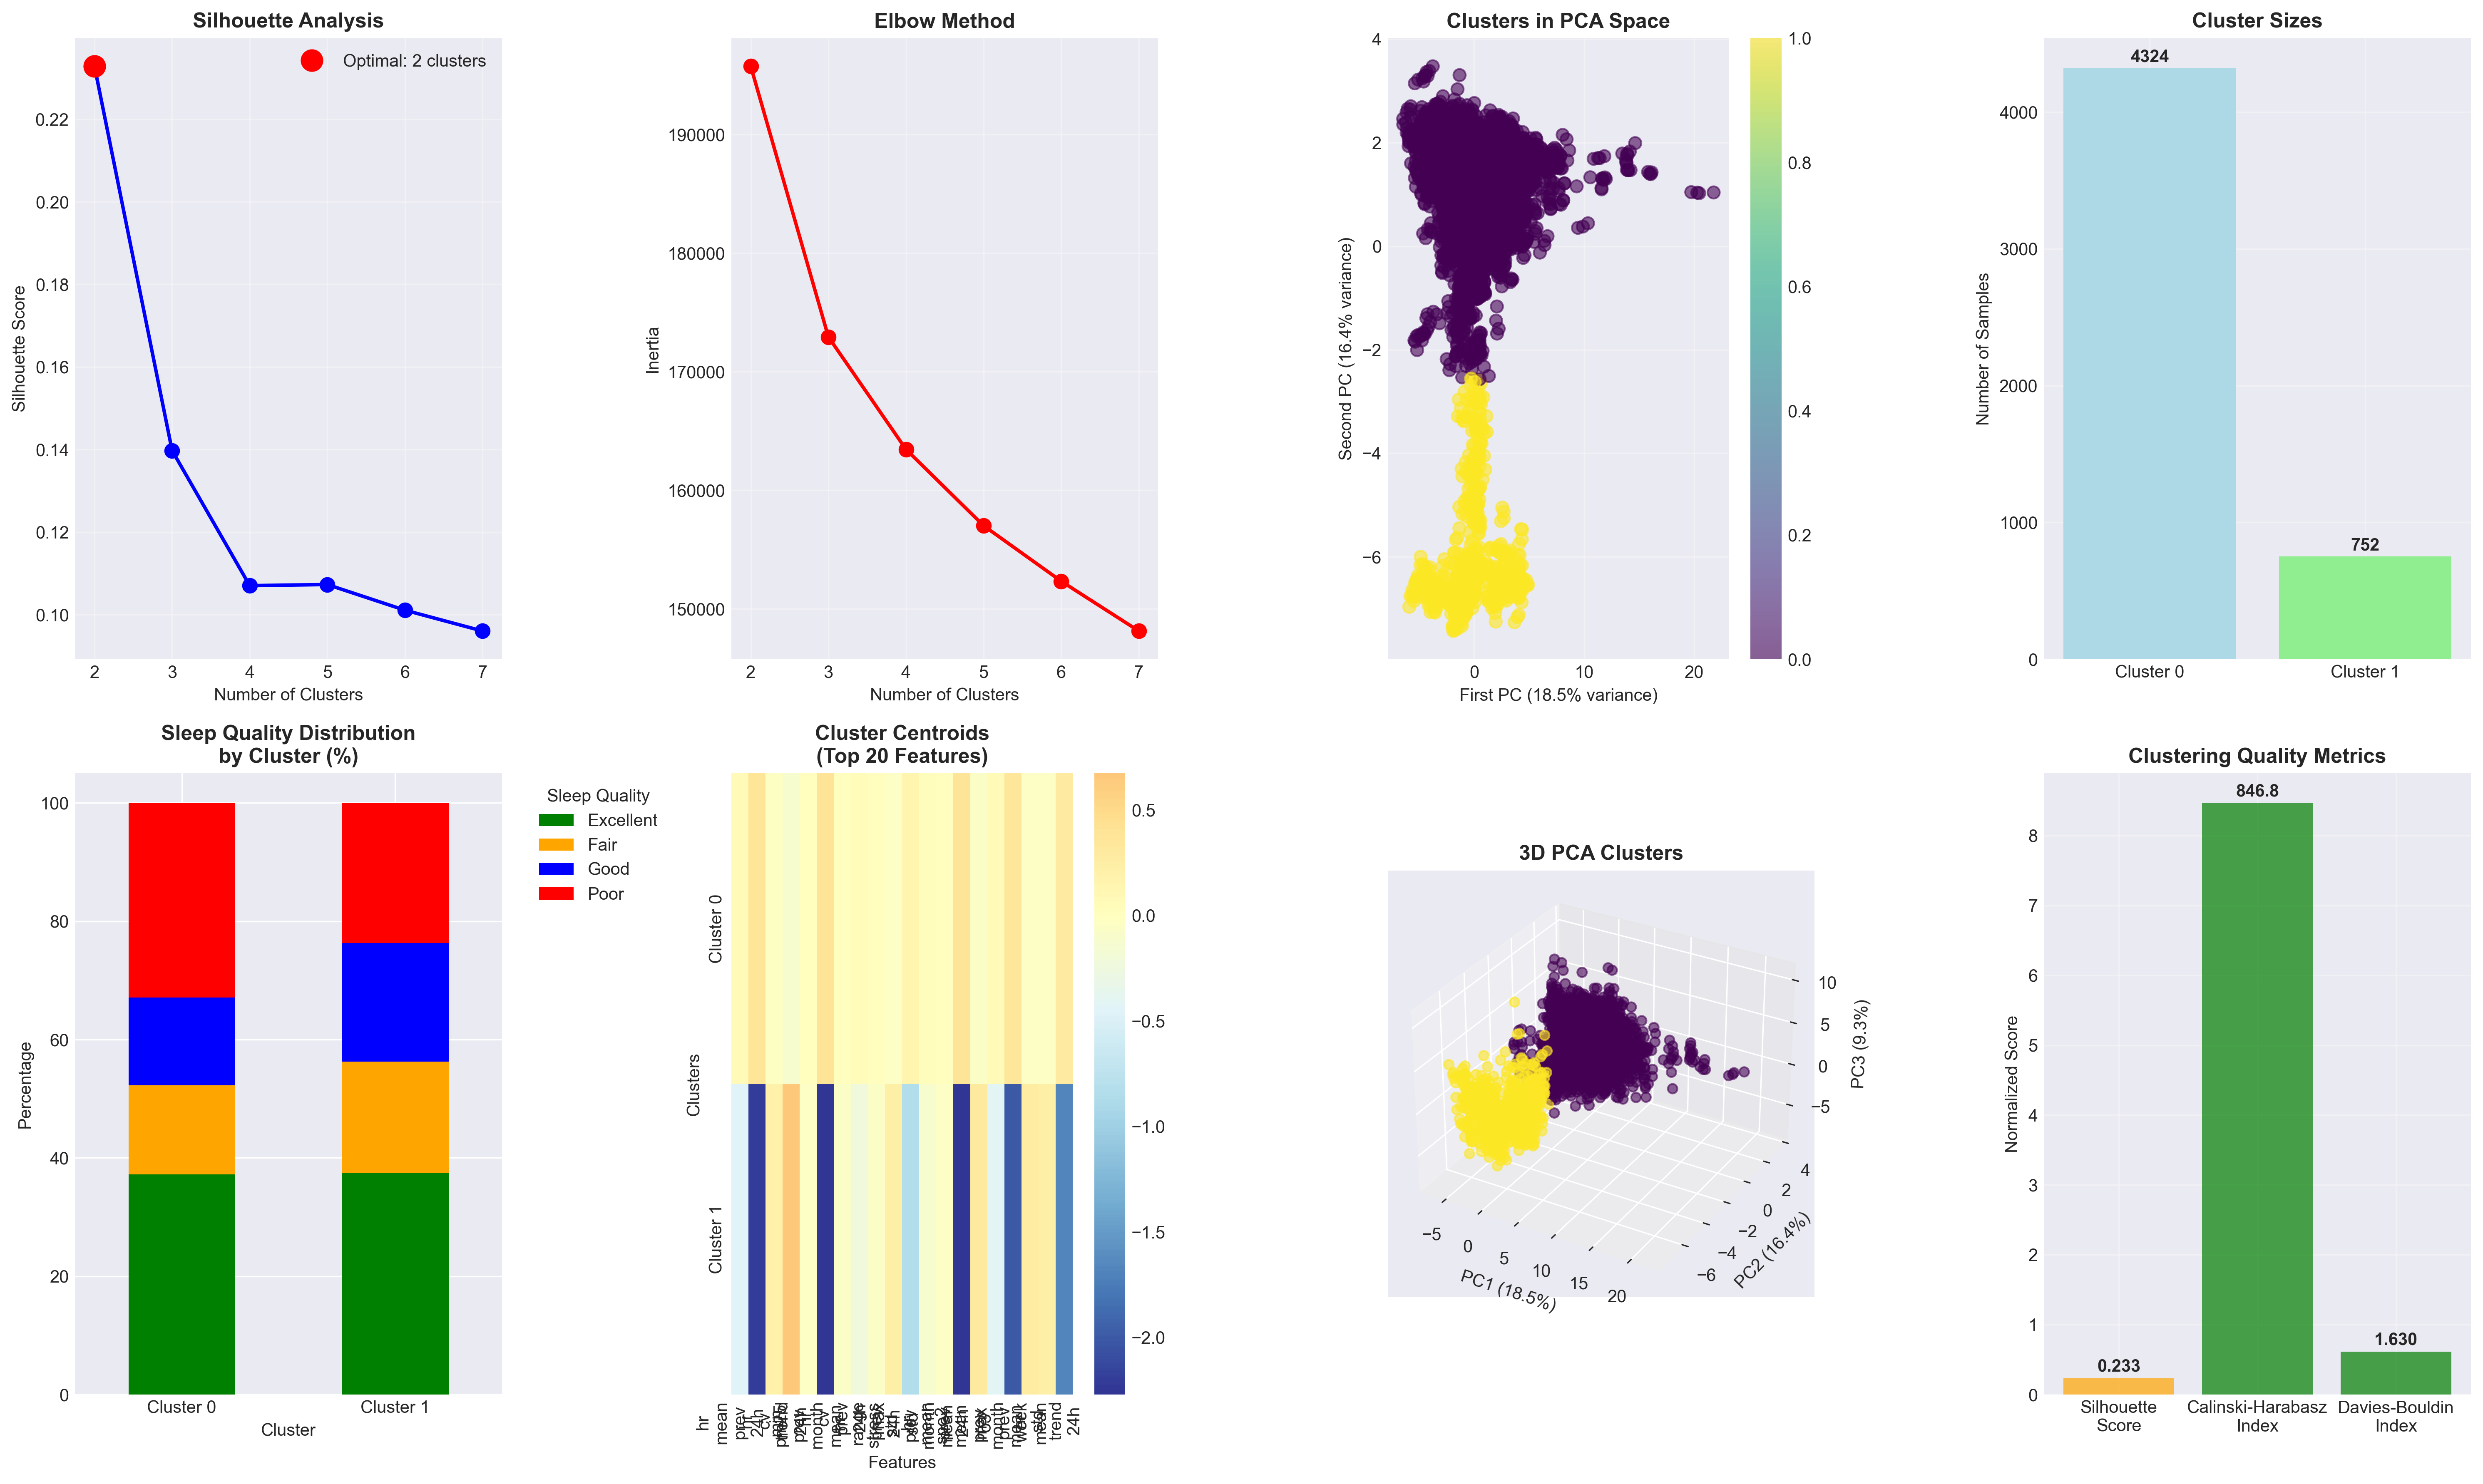 Silhouette Analysis
Optimal: 2 clusters
Silhouette Score
0.22
0.20
0.18
0.16
0.14
0.12
0.10
2 3 4 5 6 7
Number of Clusters
Elbow Method
Inertia
190000
180000
170000
160000
150000
2 3 4 5 6 7
Number of Clusters
Clusters in PCA Space
Second PC (16.4% variance)
4
2
0
−2
−4
−6
0 10 20
First PC (18.5% variance)
1.0
0.8
0.6
0.4
0.2
0.0
Cluster Sizes
Number of Samples
4324
752
4000
3000
2000
1000
0
Cluster 0 Cluster 1
Sleep Quality Distribution
by Cluster (%)
Percentage
100
80
60
40
20
0
Cluster 0 Cluster 1
Cluster
Sleep Quality
Excellent
Fair
Good
Poor
Cluster Centroids
(Top 20 Features)
Clusters
Cluster 0
Cluster 1
hr
mean
prev
24h
month
trend
24h
Features
0.5
0.0
−0.5
−1.0
−1.5
−2.0
3D PCA Clusters
−5 0 5 10 15 20
PC1 (18.5%)
−6 −4 −2 0 2 4
PC2 (16.4%)
10
5
0
−5
PC3 (9.3%)
Clustering Quality Metrics
Normalized Score
8
7
6
5
4
3
2
1
0
0.233
846.8
1.630
Silhouette
Score
Calinski-Harabasz
Index
Davies-Bouldin
Index